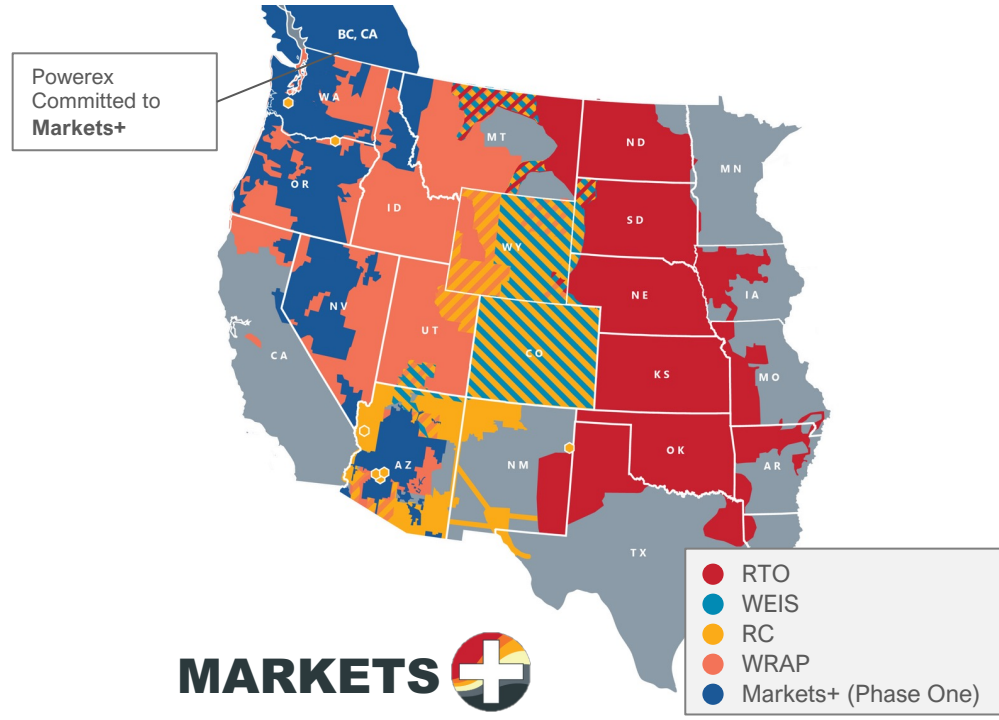 BC, CA
Powerex
Committed to
Markets+
WA
MT
ND
MN
OR
ID
SD
WY
IA
NE
NV
UT
CA
CO
KS
MO
AZ
NM
OK
AR
TX
RTO
WEIS
RC
WRAP
Markets+ (Phase One)
MARKETS +